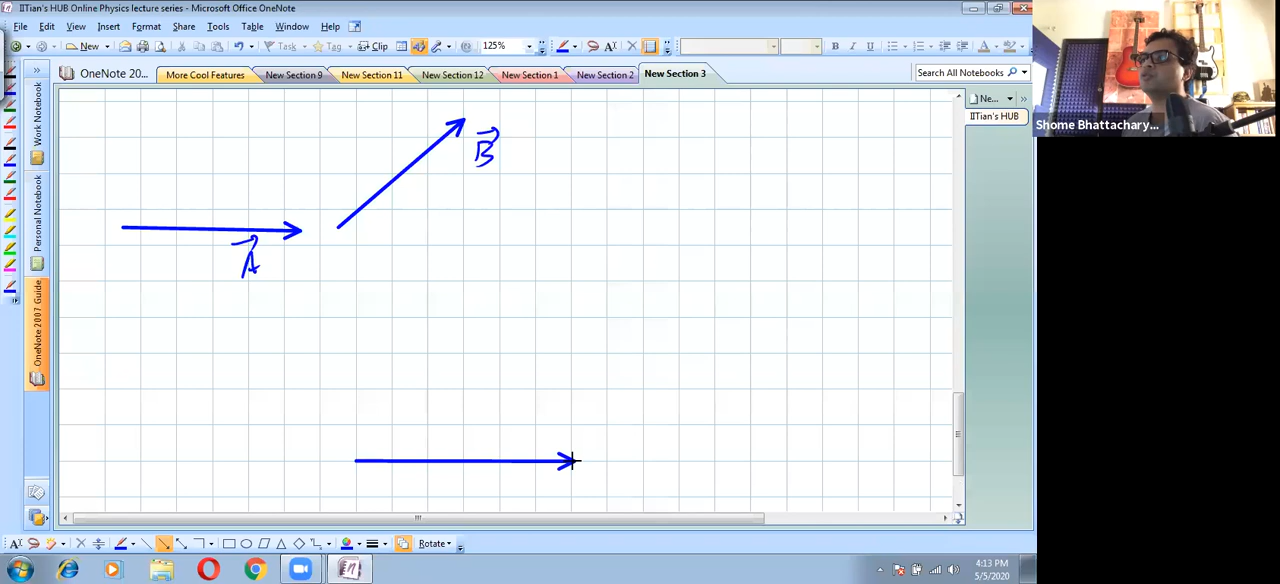 IITian's HUB Online Physics lecture series - Microsoft Office OneNote
File Edit View Insert Format Share Tools Table Window Help
New Task Tag Clip 125% B I U
OneNote 20... More Cool Features New Section 9 New Section 11 New Section 12 New Section 1 New Section 2 New Section 3 Search All Notebooks
Ne...
IITian's HUB
Shome Bhattachary...
Work Notebook
Personal Notebook
OneNote 2007 Guide
B
A
Rotate
4:13 PM
5/5/2020